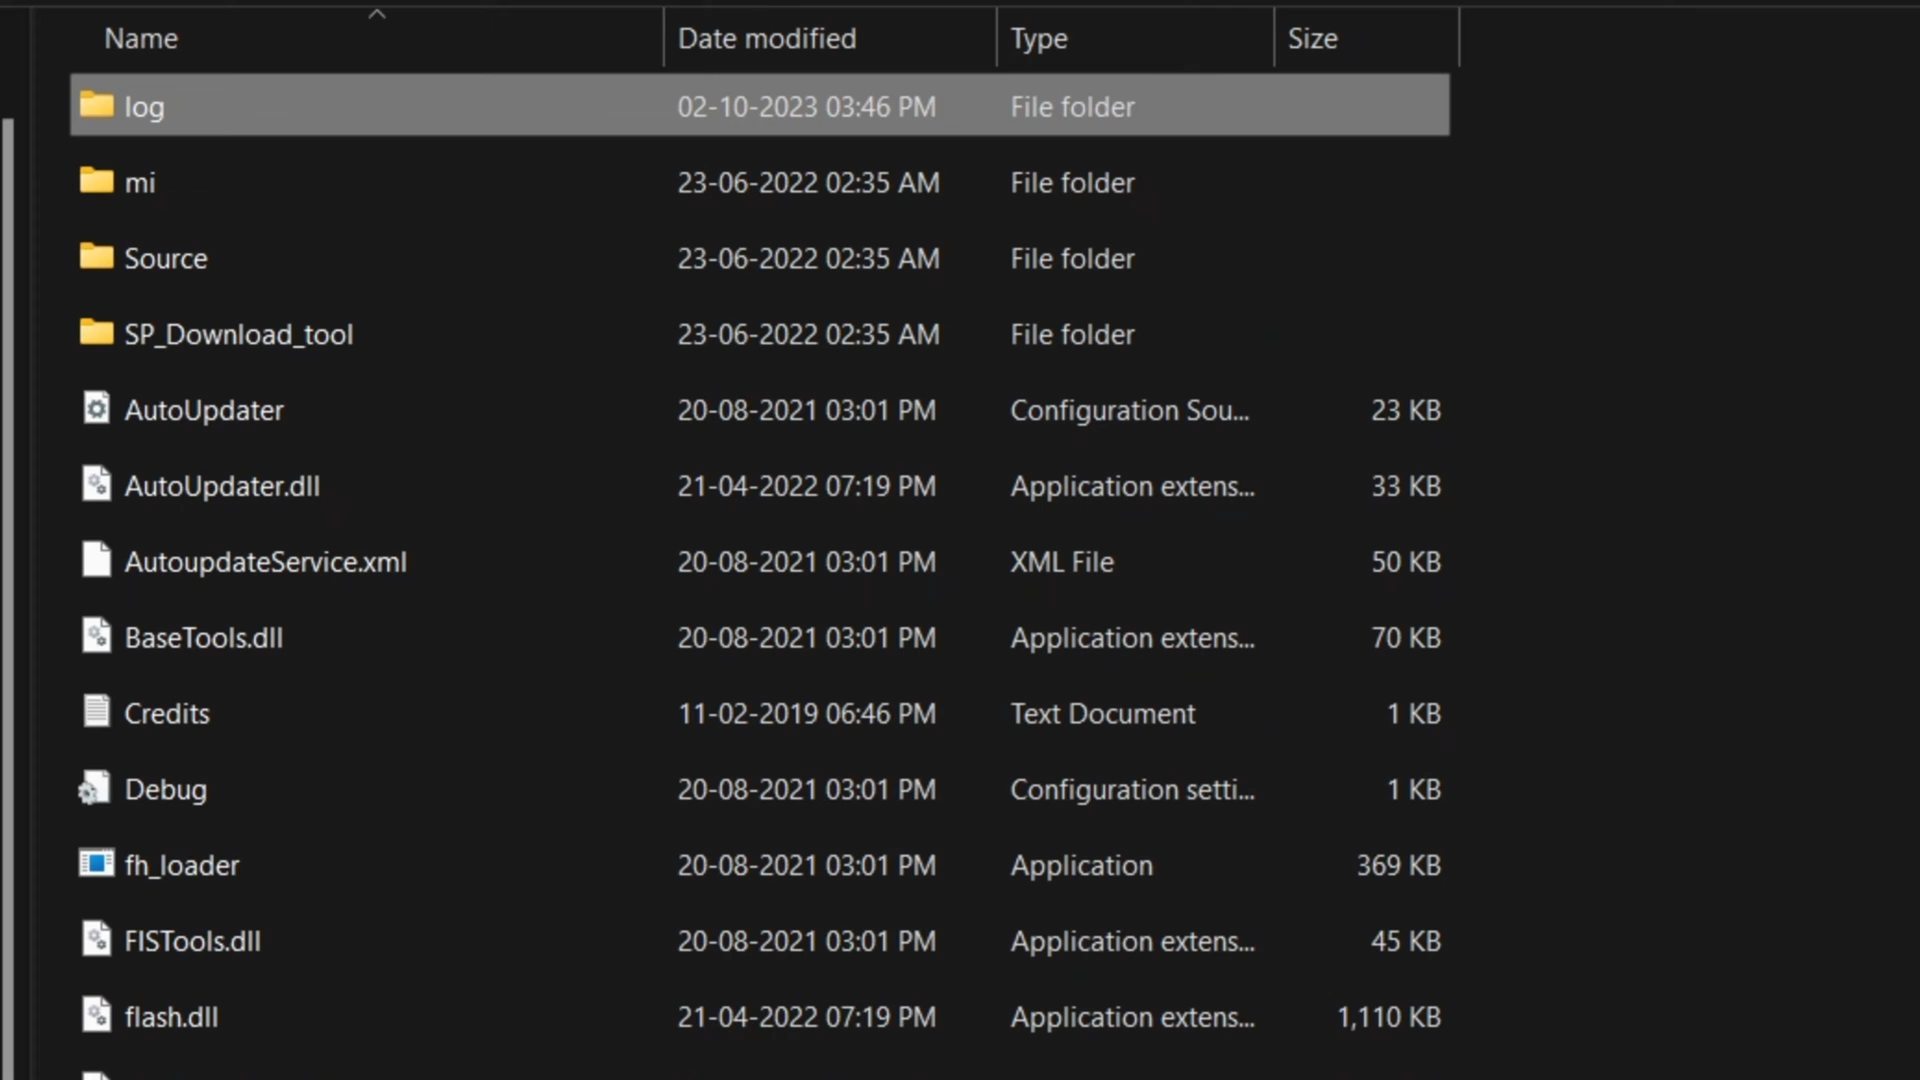 Name Date modified Type Size
log 02-10-2023 03:46 PM File folder
mi 23-06-2022 02:35 AM File folder
Source 23-06-2022 02:35 AM File folder
SP_Download_tool 23-06-2022 02:35 AM File folder
AutoUpdater 20-08-2021 03:01 PM Configuration Sou... 23 KB
AutoUpdater.dll 21-04-2022 07:19 PM Application extens... 33 KB
AutoupdateService.xml 20-08-2021 03:01 PM XML File 50 KB
BaseTools.dll 20-08-2021 03:01 PM Application extens... 70 KB
Credits 11-02-2019 06:46 PM Text Document 1 KB
Debug 20-08-2021 03:01 PM Configuration setti... 1 KB
fh_loader 20-08-2021 03:01 PM Application 369 KB
FISTools.dll 20-08-2021 03:01 PM Application extens... 45 KB
flash.dll 21-04-2022 07:19 PM Application extens... 1,110 KB